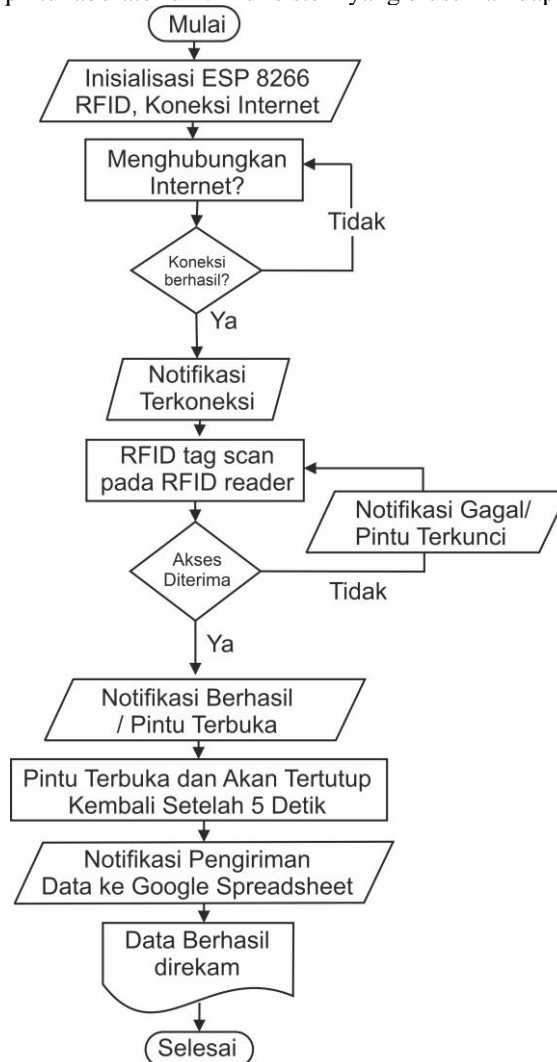 Mulai
Inisialisasi ESP 8266
RFID, Koneksi Internet
Menghubungkan
Internet?
Tidak
Koneksi
berhasil?
Ya
Notifikasi
Terkoneksi
RFID tag scan
pada RFID reader
Notifikasi Gagal/
Pintu Terkunci
Akses
Diterima
Tidak
Ya
Notifikasi Berhasil
/ Pintu Terbuka
Pintu Terbuka dan Akan Tertutup
Kembali Setelah 5 Detik
Notifikasi Pengiriman
Data ke Google Spreadsheet
Data Berhasil
direkam
Selesai